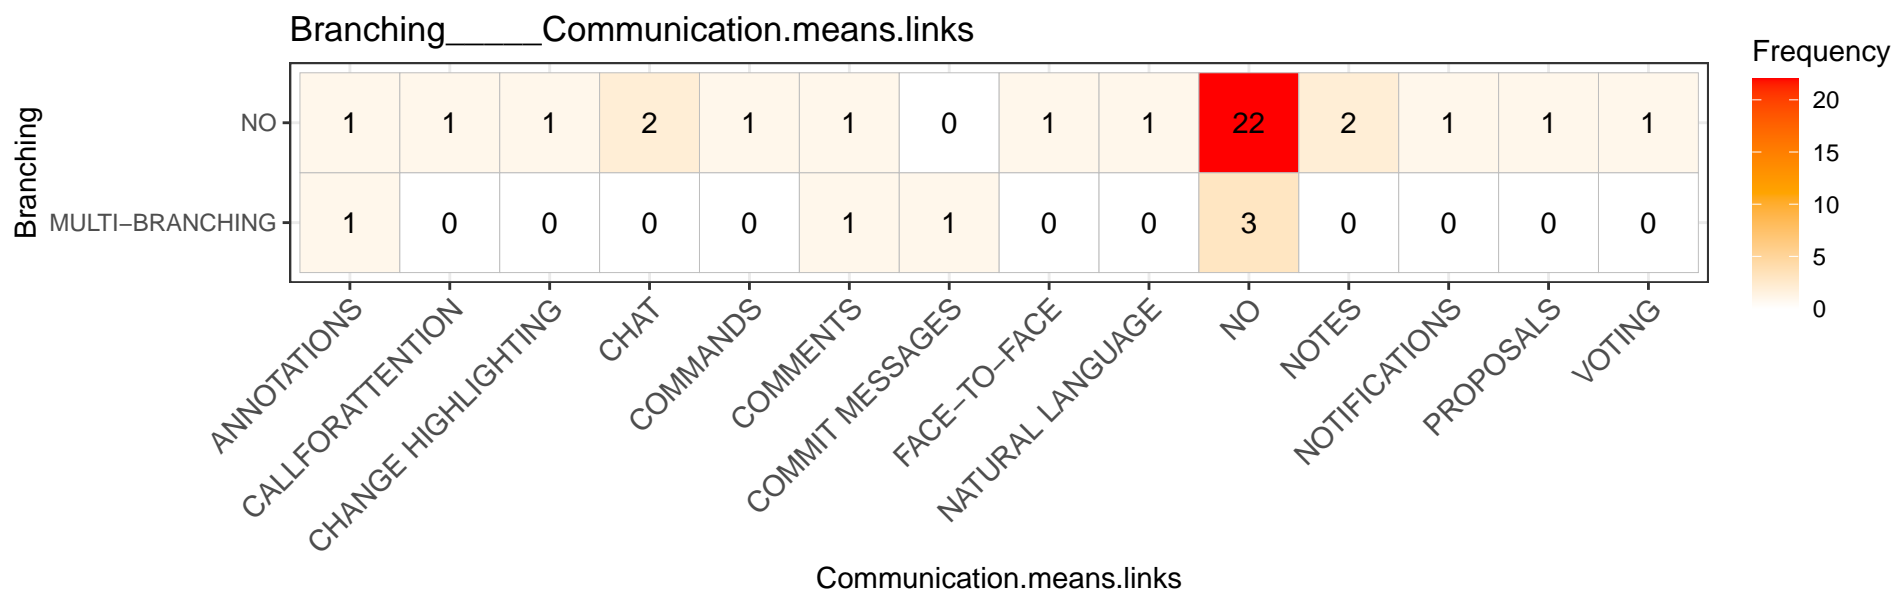 Branching_____Communication.means.links
Frequency
Branching
NO
1 1 1 2 1 1 0 1 1 22 2 1 1 1
MULTI−BRANCHING
1 0 0 0 0 1 1 0 0 3 0 0 0 0
20
15
10
5
0
ANNOTATIONS
CALLFORATTENTION
CHANGE HIGHLIGHTING
CHAT
COMMANDS
COMMENTS
COMMIT MESSAGES
FACE−TO−FACE
NATURAL LANGUAGE
NO
NOTES
NOTIFICATIONS
PROPOSALS
VOTING
Communication.means.links